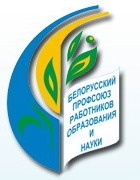 БЕЛОРУССКИЙ
ПРОФСОЮЗ
РАБОТНИКОВ
ОБРАЗОВАНИЯ
И
НАУКИ